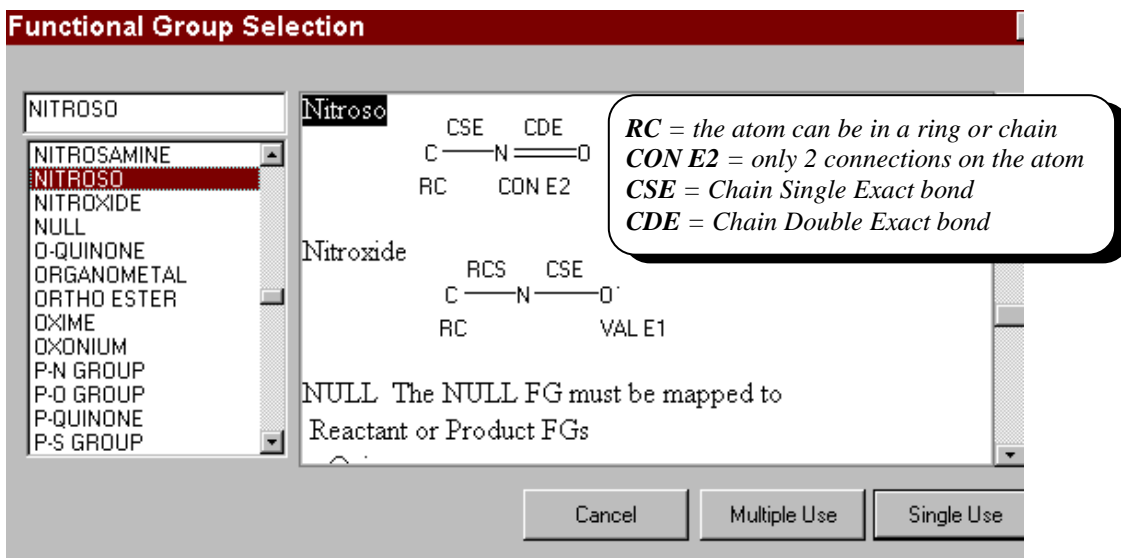 Functional Group Selection
NITROSO
NITROSAMINE
NITROSO
NITROXIDE
NULL
O-QUINONE
ORGANOMETAL
ORTHO ESTER
OXIME
OXONIUM
P-N GROUP
P-O GROUP
P-QUINONE
P-S GROUP
Nitroso
CSE CDE
C N O
RC CON E2
Nitroxide
RCS CSE
C N O·
RC VAL E1
NULL The NULL FG must be mapped to
Reactant or Product FGs
RC = the atom can be in a ring or chain
CON E2 = only 2 connections on the atom
CSE = Chain Single Exact bond
CDE = Chain Double Exact bond
Cancel
Multiple Use
Single Use